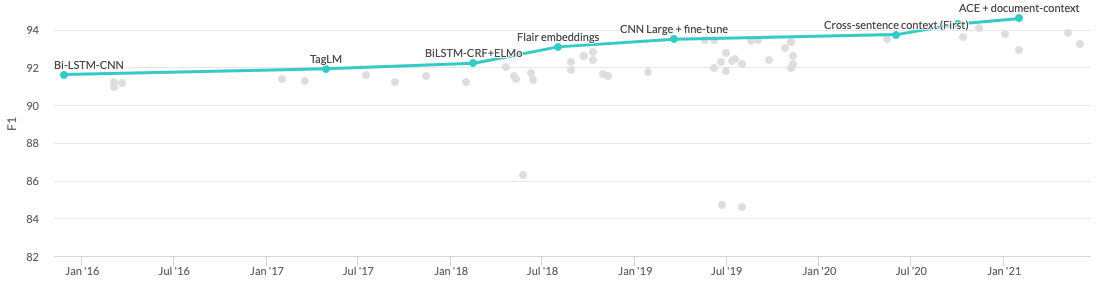 ACE + document-context
94
Cross-sentence context (First)
CNN Large + fine-tune
Flair embeddings
BiLSTM-CRF+ELMo
TagLM
Bi-LSTM-CNN
92
90
F1
88
86
84
82
Jan '16
Jul '16
Jan '17
Jul '17
Jan '18
Jul '18
Jan '19
Jul '19
Jan '20
Jul '20
Jan '21